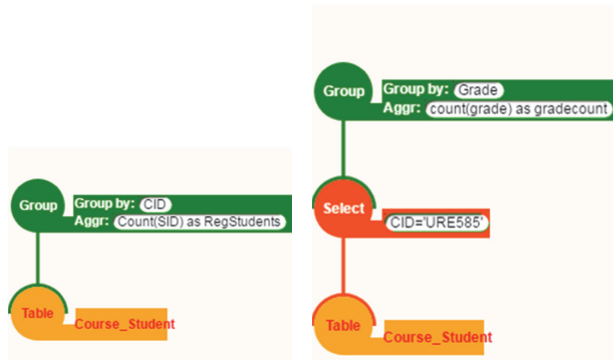 Group
Group by: CID
Aggr: Count(SID) as RegStudents
Table
Course_Student
Group
Group by: Grade
Aggr: count(grade) as gradecount
Select
CID='URE585'
Table
Course_Student